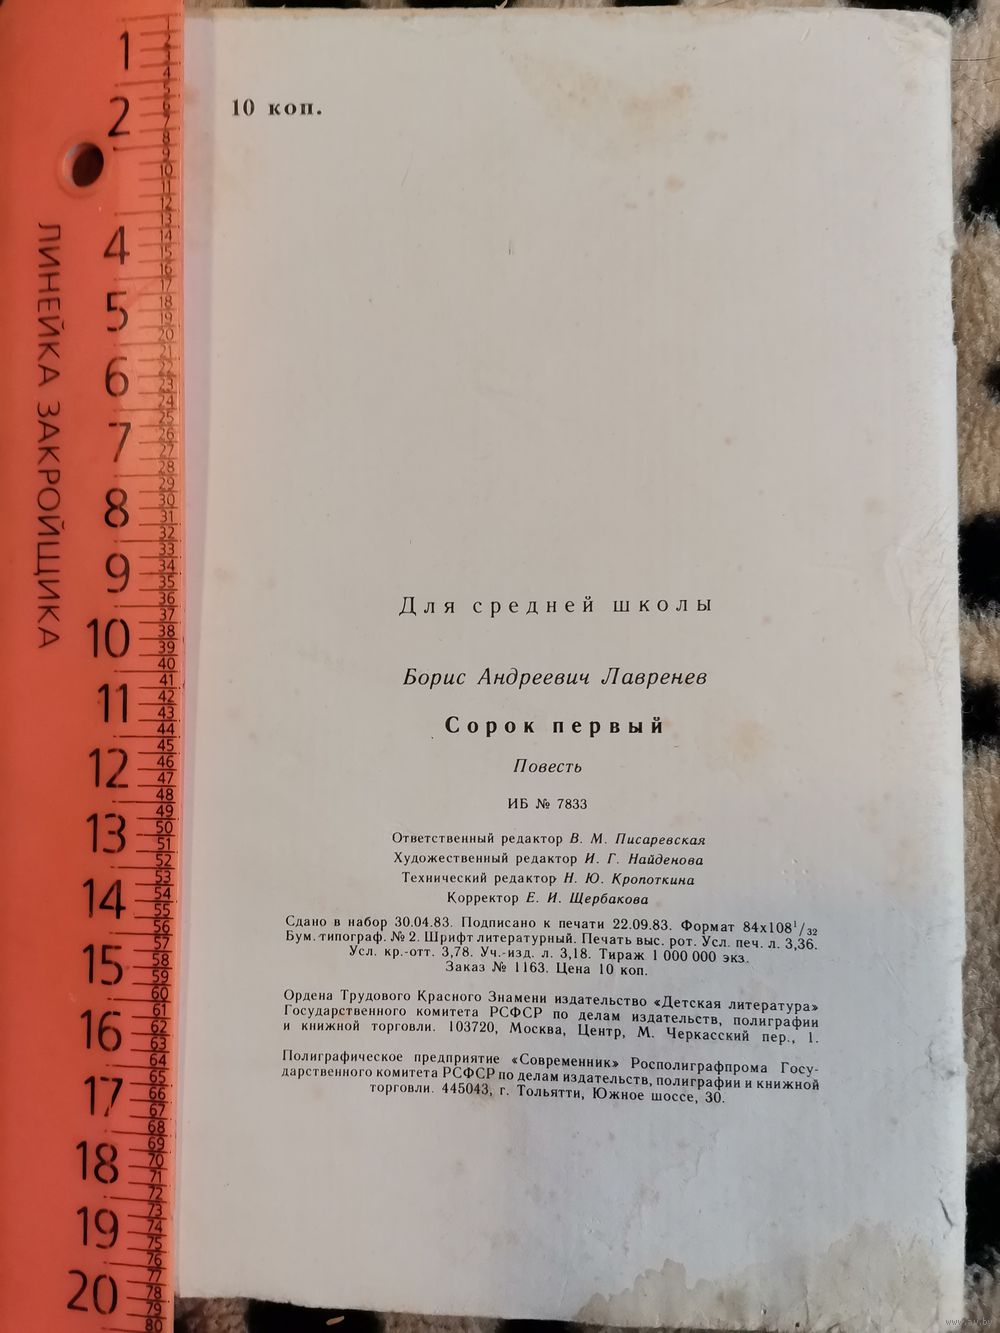 10 коп.
Для средней школы
Борис Андреевич Лавренев
Сорок первый
Повесть
ИБ № 7833
Ответственный редактор В. М. Писаревская
Художественный редактор И. Г. Найденова
Технический редактор Н. Ю. Кропоткина
Корректор Е. И. Щербакова
Сдано в набор 30.04.83. Подписано к печати 22.09.83. Формат 84х108¹/₃₂
Бум. типограф. № 2. Шрифт литературный. Печать выс. рот. Усл. печ. л. 3,36.
Усл. кр.-отт. 3,78. Уч.-изд. л. 3,18. Тираж 1 000 000 экз.
Заказ № 1163. Цена 10 коп.
Ордена Трудового Красного Знамени издательство «Детская литература»
Государственного комитета РСФСР по делам издательств, полиграфии
и книжной торговли. 103720, Москва, Центр, М. Черкасский пер., 1.
Полиграфическое предприятие «Современник» Росполиграфпрома Госу-
дарственного комитета РСФСР по делам издательств, полиграфии и книжной
торговли. 445043, г. Тольятти, Южное шоссе, 30.
ЛИНЕЙКА ЗАКРОЙЩИКА
1
2
4
5
6
7
8
9
10
11
12
13
14
15
16
17
18
19
20
www.ay.by